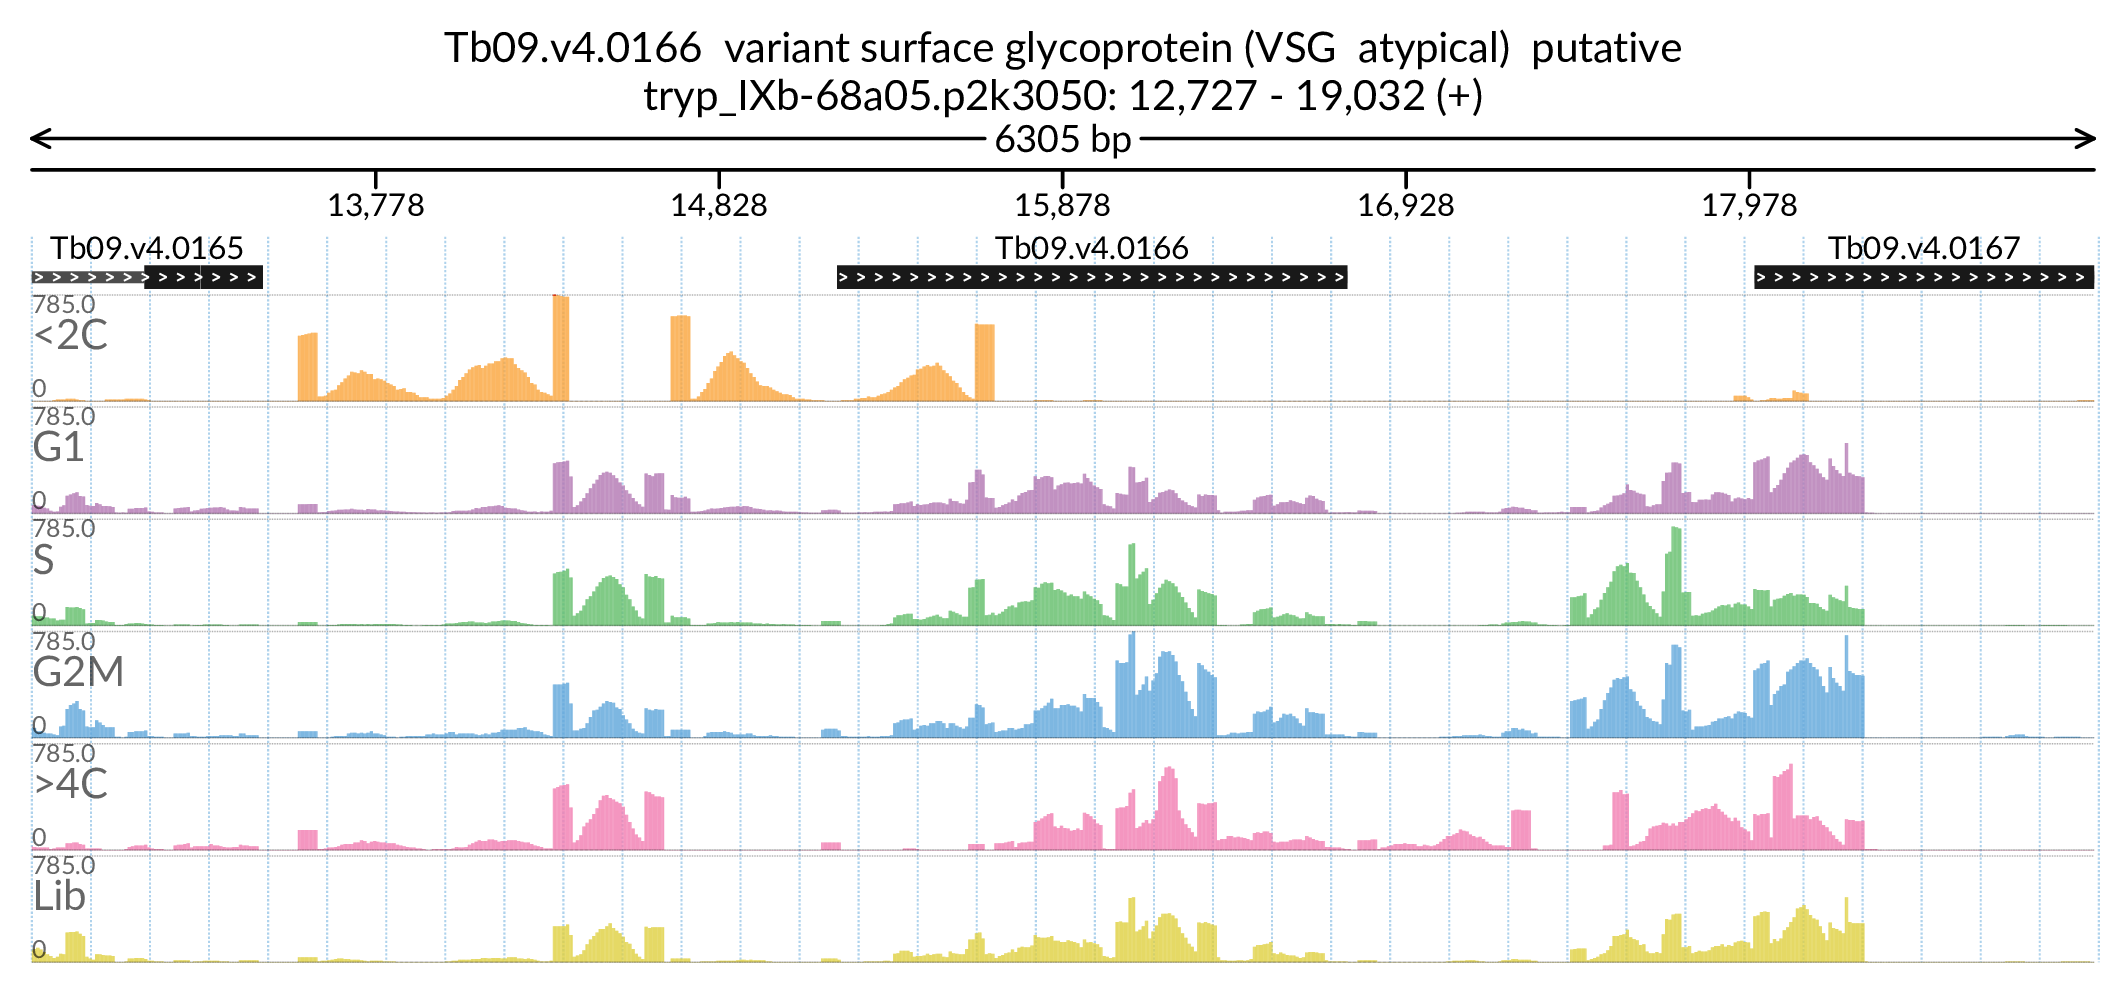 Tb09.v4.0166  variant surface glycoprotein (VSG  atypical)  putative
tryp_IXb-68a05.p2k3050: 12,727 - 19,032 (+)
6305 bp
13,778 14,828 15,878 16,928 17,978
Tb09.v4.0165 Tb09.v4.0166 Tb09.v4.0167
785.0
<2C
0
785.0
G1
0
785.0
S
0
785.0
G2M
0
785.0
>4C
0
785.0
Lib
0